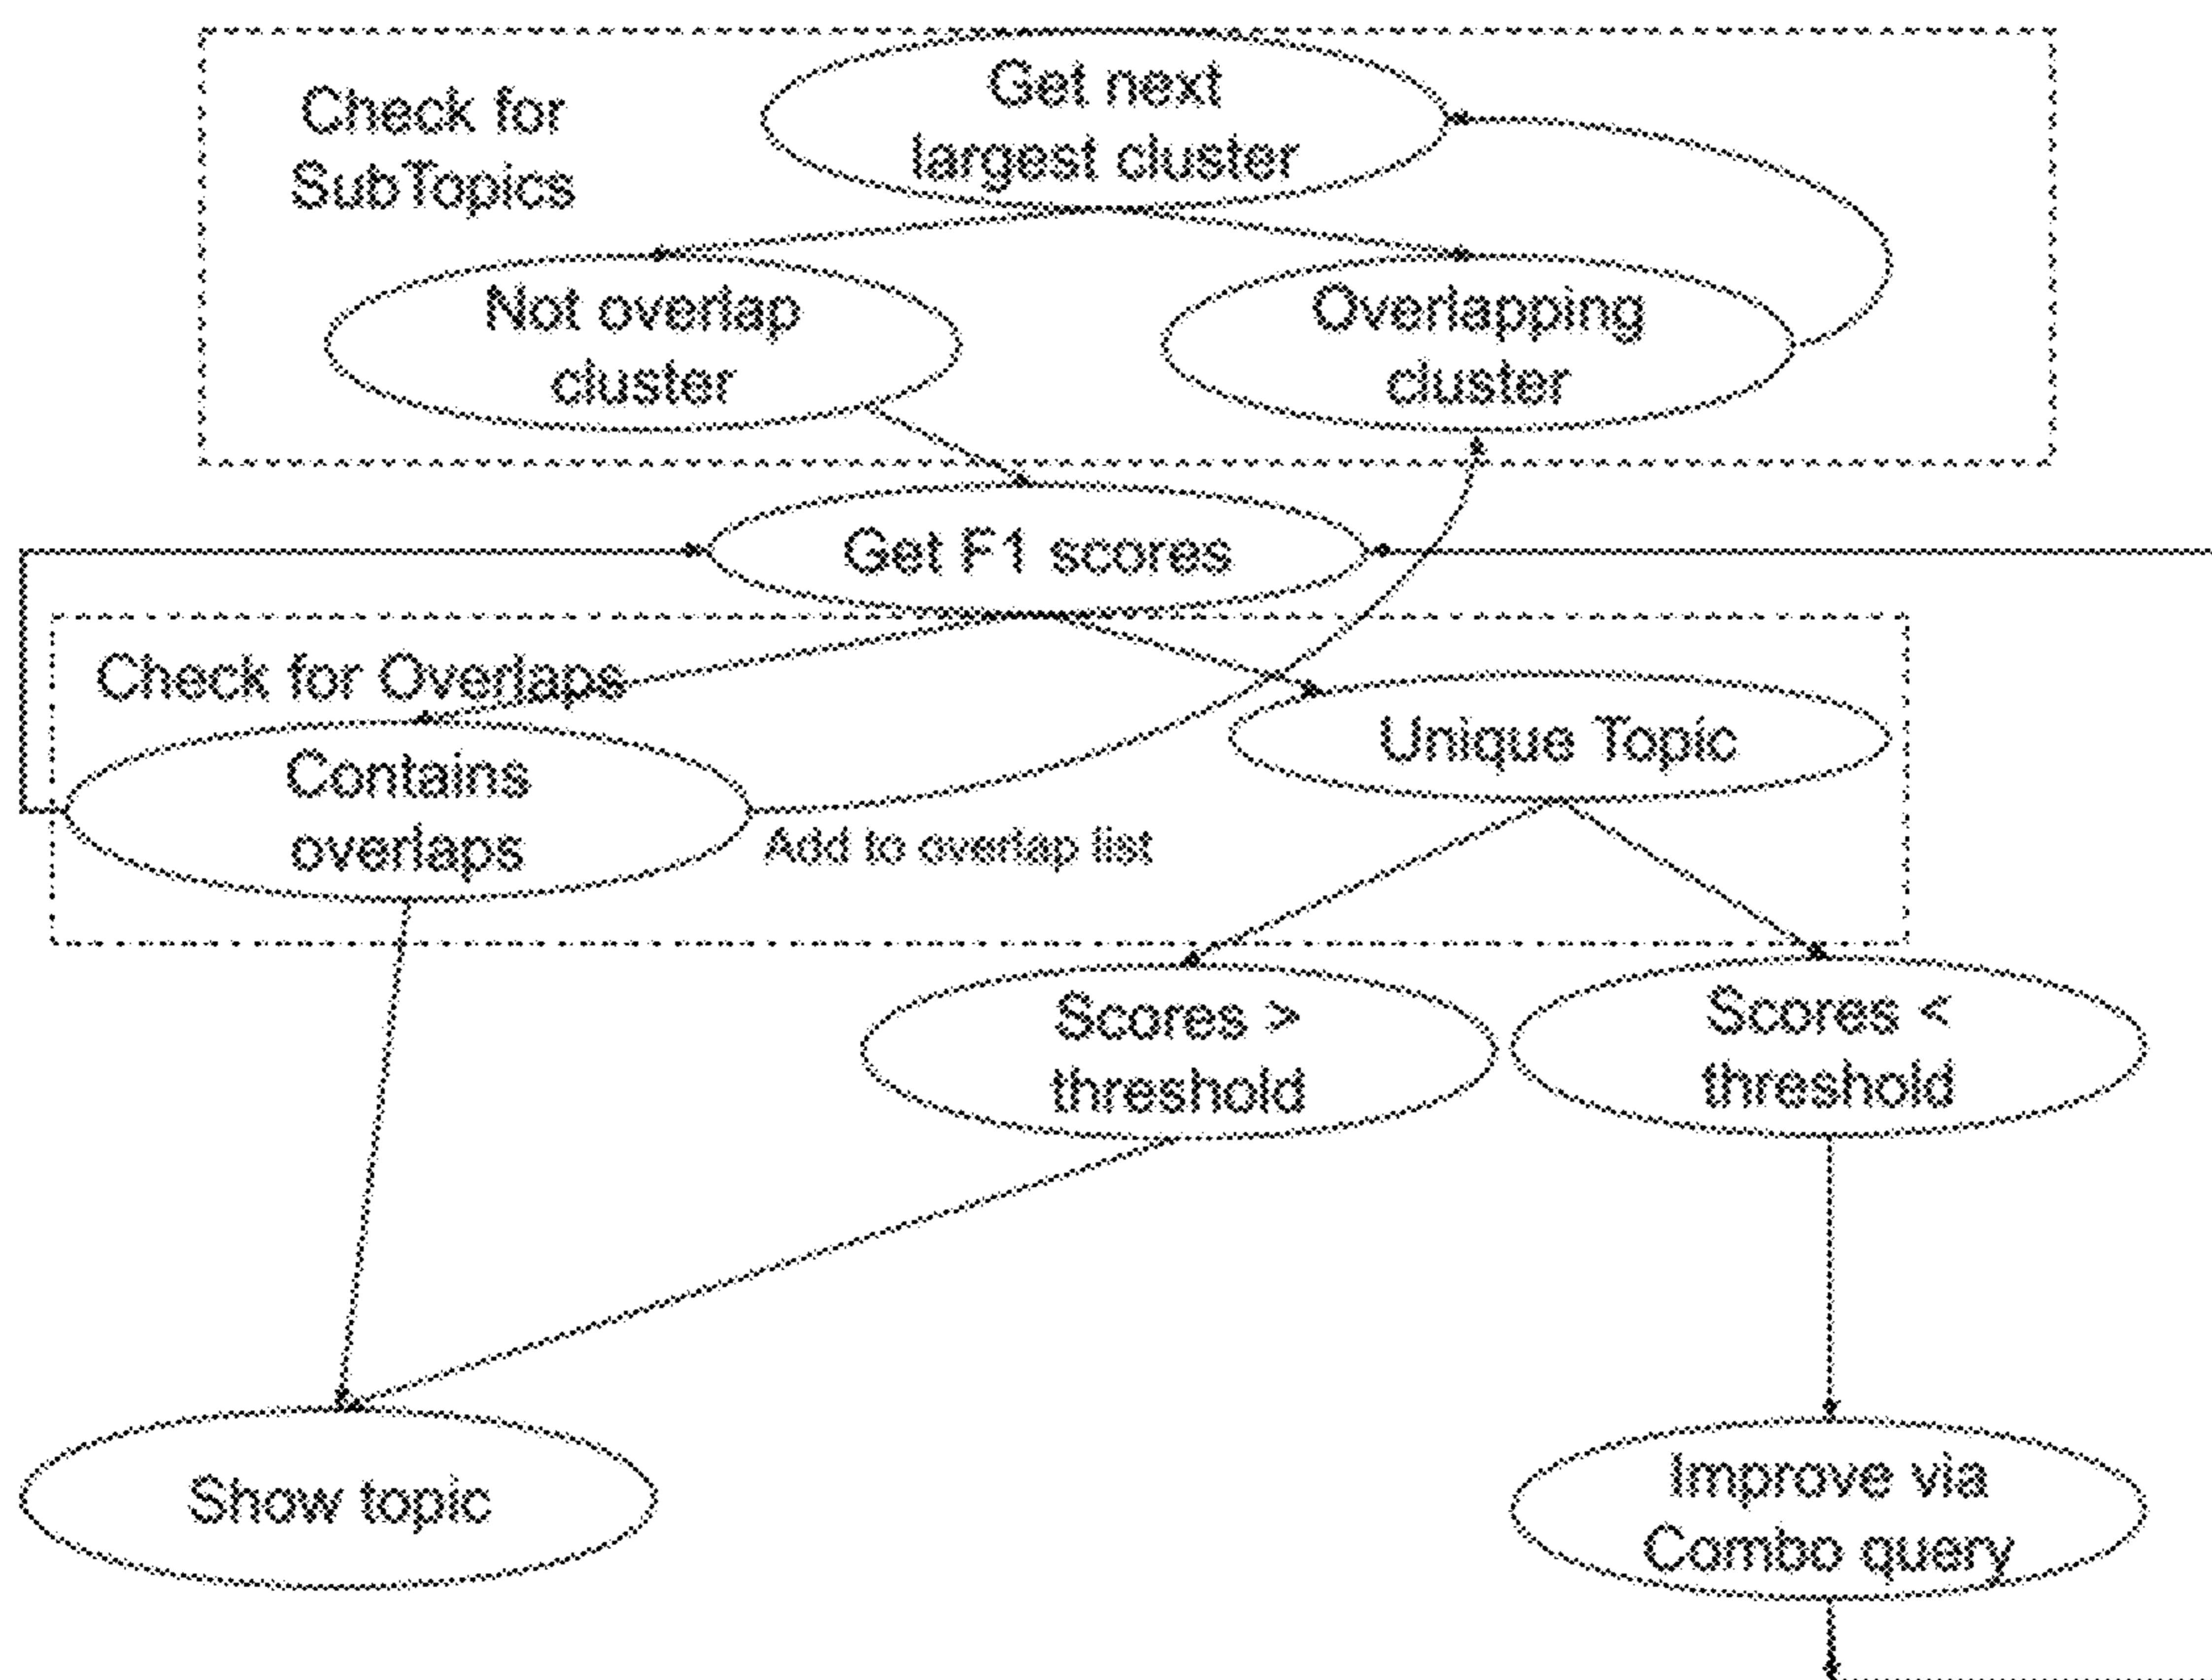 Check for
SubTopics
Get next
largest cluster
Not overlap
cluster
Overlapping
cluster
Get F1 scores
Check for Overlaps
Contains
overlaps
Add to overlap list
Unique Topic
Scores >
threshold
Scores <
threshold
Show topic
Improve via
Combo query